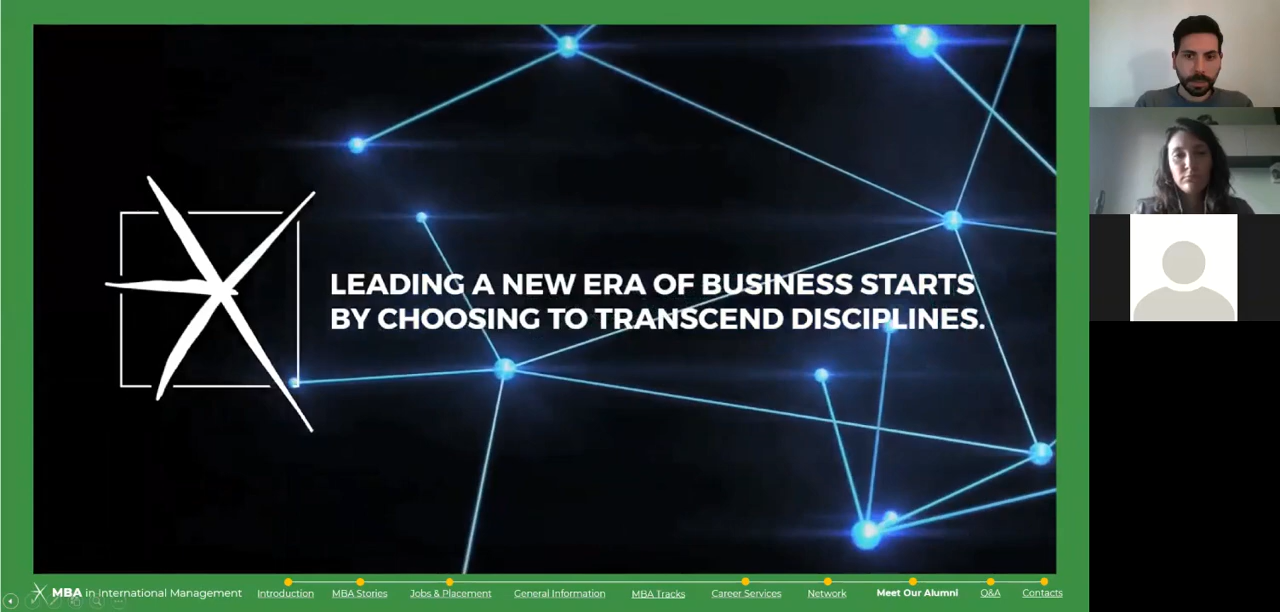 LEADING A NEW ERA OF BUSINESS STARTS
BY CHOOSING TO TRANSCEND DISCIPLINES.
MBA in International Management
Introduction
MBA Stories
Jobs & Placement
General Information
MBA Tracks
Career Services
Network
Meet Our Alumni
Q&A
Contacts